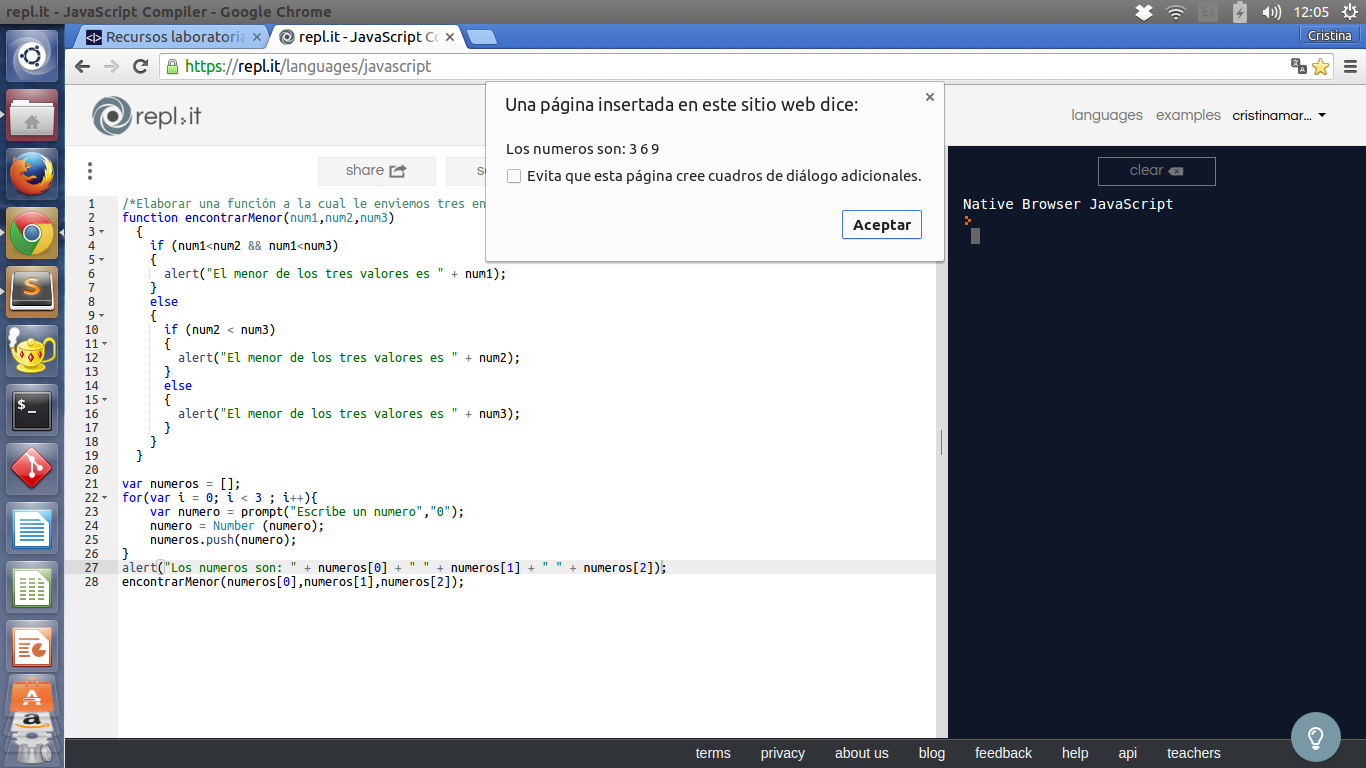 repl.it - JavaScript Compiler - Google Chrome
Es
12:05
Recursos laboratoria
repl.it - JavaScript Co
Cristina
https://repl.it/languages/javascript
repl.it
share
languages
examples
cristinamar...
Una página insertada en este sitio web dice:
Los numeros son: 3 6 9
Evita que esta página cree cuadros de diálogo adicionales.
Aceptar
1 /*Elaborar una función a la cual le enviemos tres en
2 function encontrarMenor(num1,num2,num3)
3 {
4 if (num1<num2 && num1<num3)
5 {
6 alert("El menor de los tres valores es " + num1);
7 }
8 else
9 {
10 if (num2 < num3)
11 {
12 alert("El menor de los tres valores es " + num2);
13 }
14 else
15 {
16 alert("El menor de los tres valores es " + num3);
17 }
18 }
19 }
20
21 var numeros = [];
22 for(var i = 0; i < 3 ; i++){
23 var numero = prompt("Escribe un numero","0");
24 numero = Number (numero);
25 numeros.push(numero);
26 }
27 alert("Los numeros son: " + numeros[0] + " " + numeros[1] + " " + numeros[2]);
28 encontrarMenor(numeros[0],numeros[1],numeros[2]);
clear
Native Browser JavaScript
terms
privacy
about us
blog
feedback
help
api
teachers